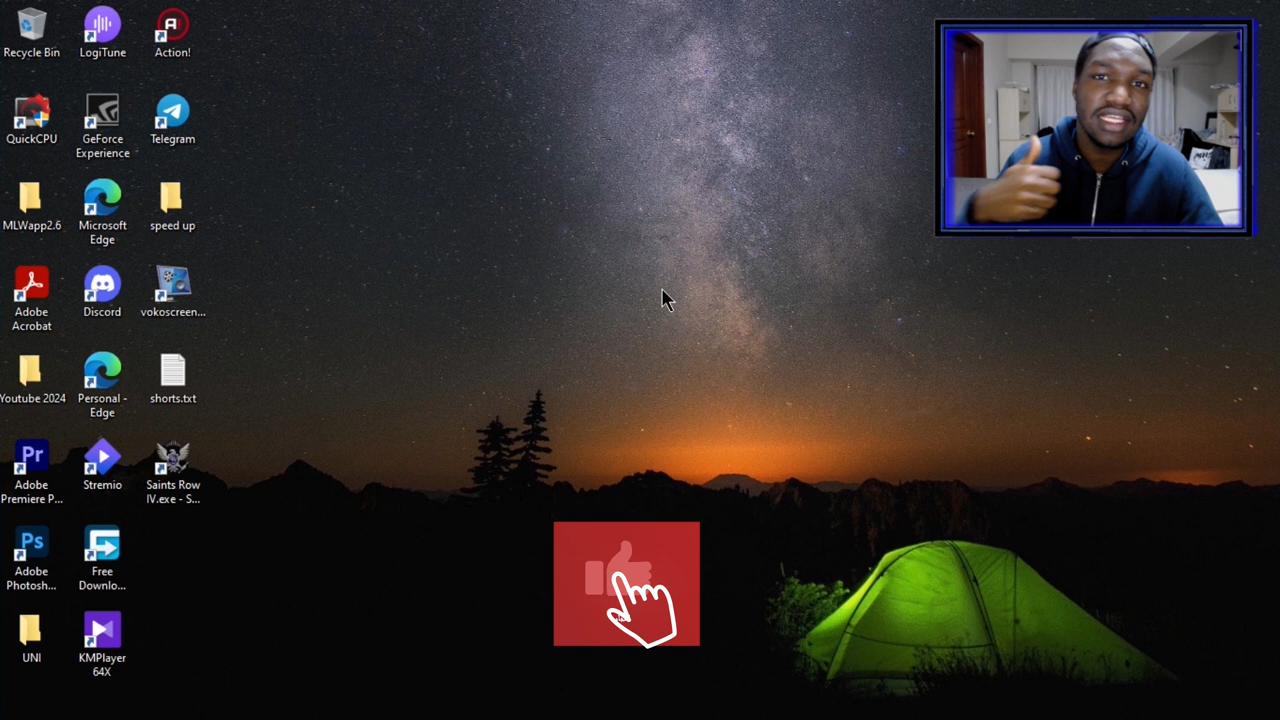 Recycle Bin
LogiTune
Action!
QuickCPU
GeForce
Experience
Telegram
MLWapp2.6
Microsoft
Edge
speed up
Adobe
Acrobat
Discord
vokoscreen...
Youtube 2024
Personal -
Edge
shorts.txt
Pr
Adobe
Premiere P...
Stremio
Saints Row
IV.exe - S...
Ps
Adobe
Photosh...
Free
Downlo...
UNI
KMPlayer
64X